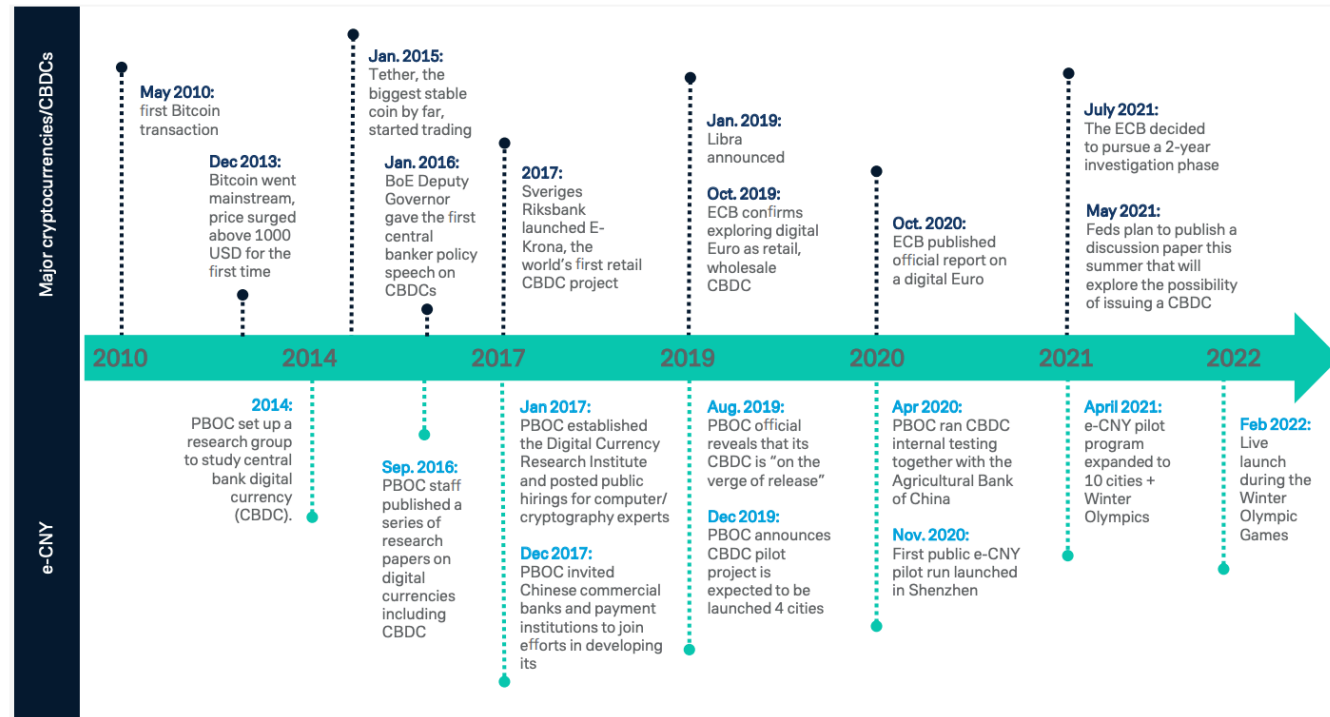 Major cryptocurrencies/CBDCs
May 2010:
first Bitcoin
transaction
Dec 2013:
Bitcoin went
mainstream,
price surged
above 1000
USD for the
first time
Jan. 2015:
Tether, the
biggest stable
coin by far,
started trading
Jan. 2016:
BoE Deputy
Governor
gave the first
central
banker policy
speech on
CBDCs
2017:
Sveriges
Riksbank
launched E-
Krona, the
world's first retail
CBDC project
Jan. 2019:
Libra
announced
Oct. 2019:
ECB confirms
exploring digital
Euro as retail,
wholesale
CBDC
Oct. 2020:
ECB published
official report on
a digital Euro
July 2021:
The ECB decided
to pursue a 2-year
investigation phase
May 2021:
Feds plan to publish a
discussion paper this
summer that will
explore the possibility
of issuing a CBDC
2010 2014 2017 2019 2020 2021 2022
e-CNY
2014:
PBOC set up a
research group
to study central
bank digital
currency
(CBDC).
Sep. 2016:
PBOC staff
published a
series of
research
papers on
digital
currencies
including
CBDC
Jan 2017:
PBOC established
the Digital Currency
Research Institute
and posted public
hirings for computer/
cryptography experts
Dec 2017:
PBOC invited
Chinese commercial
banks and payment
institutions to join
efforts in developing
its
Aug. 2019:
PBOC official
reveals that its
CBDC is "on the
verge of release"
Dec 2019:
PBOC announces
CBDC pilot
project is
expected to be
launched 4 cities
Apr 2020:
PBOC ran CBDC
internal testing
together with the
Agricultural Bank
of China
Nov. 2020:
First public e-CNY
pilot run launched
in Shenzhen
April 2021:
e-CNY pilot
program
expanded to
10 cities +
Winter
Olympics
Feb 2022:
Live
launch
during the
Winter
Olympic
Games